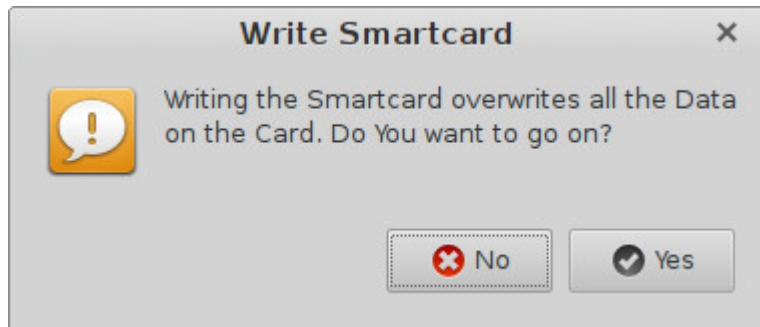 Write Smartcard
Writing the Smartcard overwrites all the Data
on the Card. Do You want to go on?
No
Yes